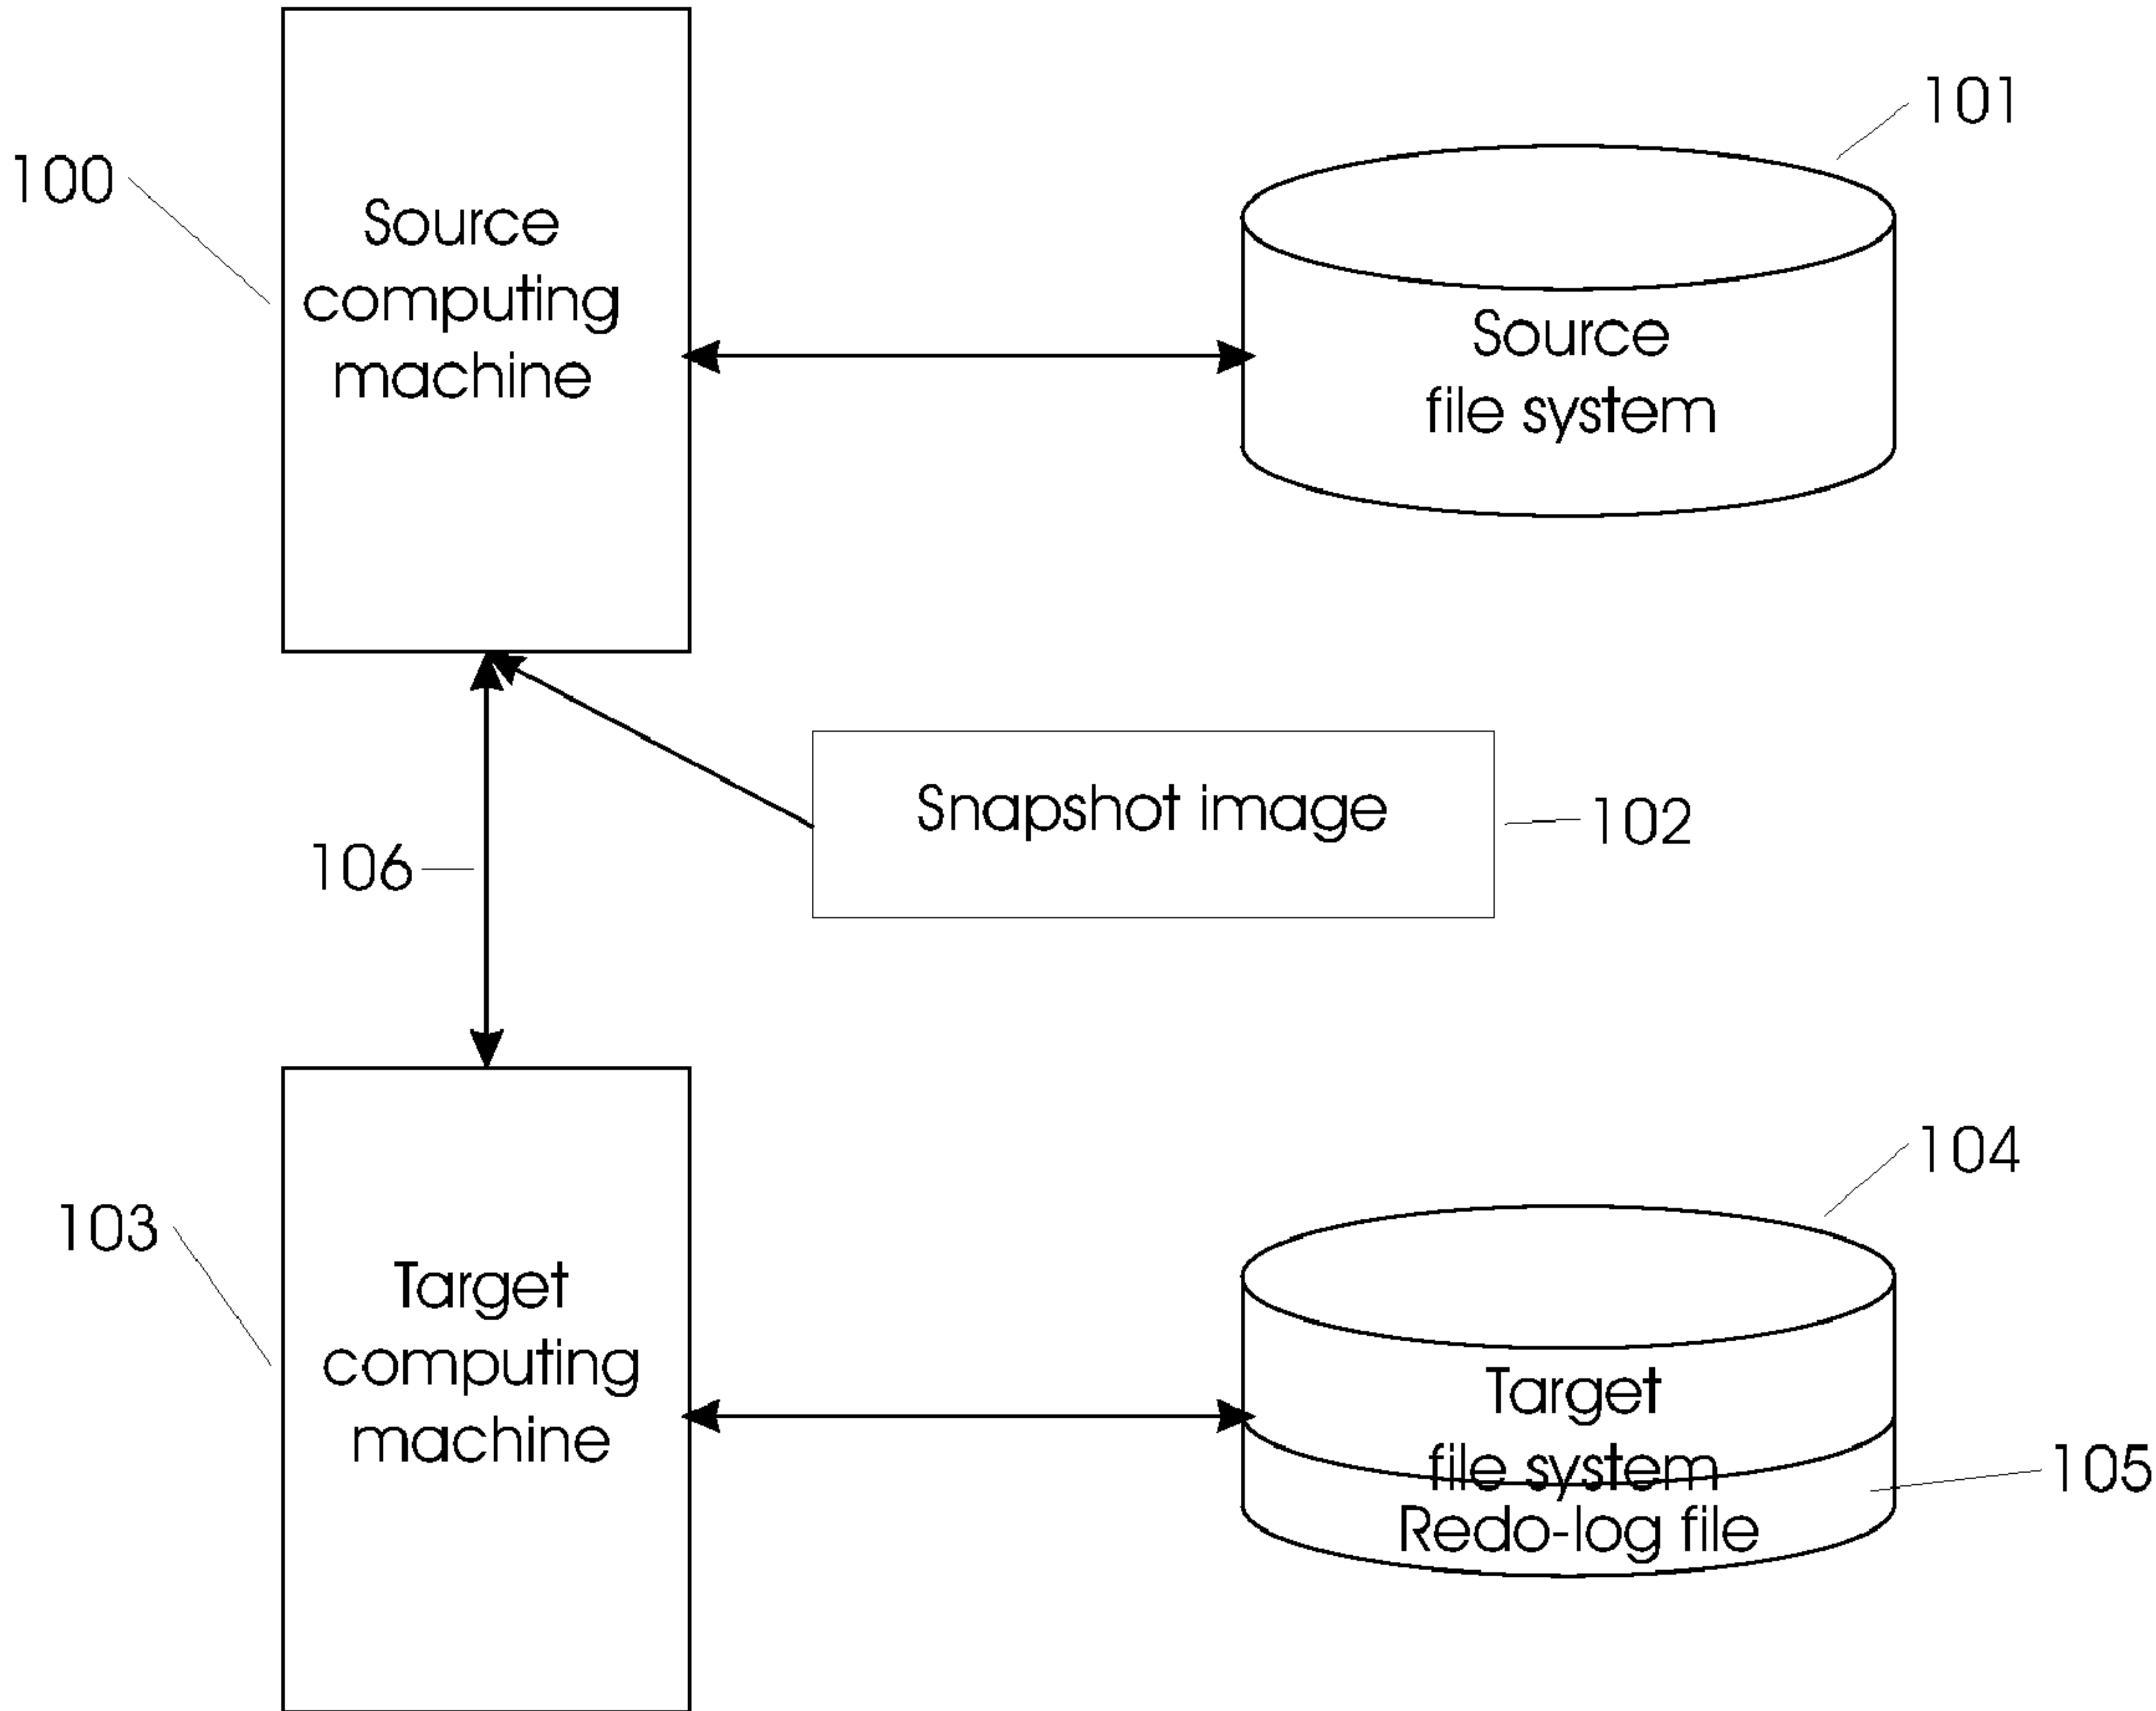 101
100
Source
computing
machine
Source
file system
Snapshot image
102
106
104
103
Target
computing
machine
Target
file system
105
Redo-log file